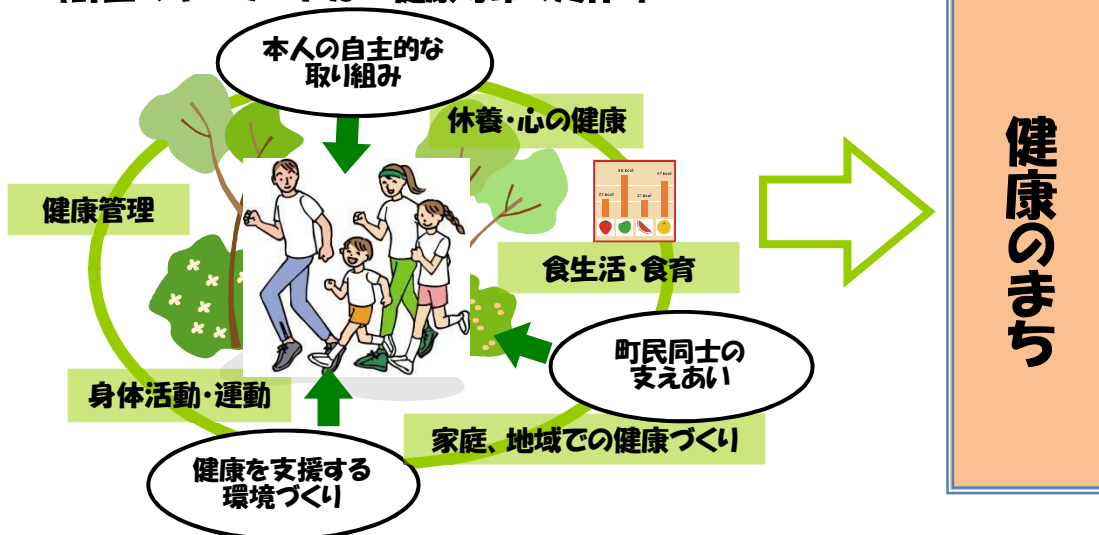 本人の自主的な
取り組み
休養・心の健康
健康管理
食生活・食育
町民同士の
支えあい
身体活動・運動
家庭、地域での健康づくり
健康を支援する
環境づくり
健康のまち